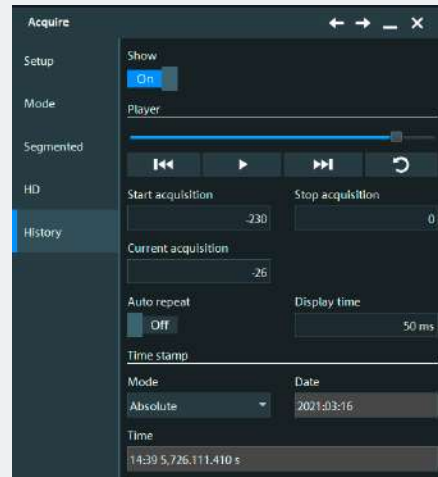 Acquire
Setup
Mode
Segmented
HD
History
Show
On
Player
Start acquisition Stop acquisition
-230 0
Current acquisition
-26
Auto repeat Display time
Off 50 ms
Time stamp
Mode Date
Absolute 2021:03:16
Time
14:39 5,726.111.410 s